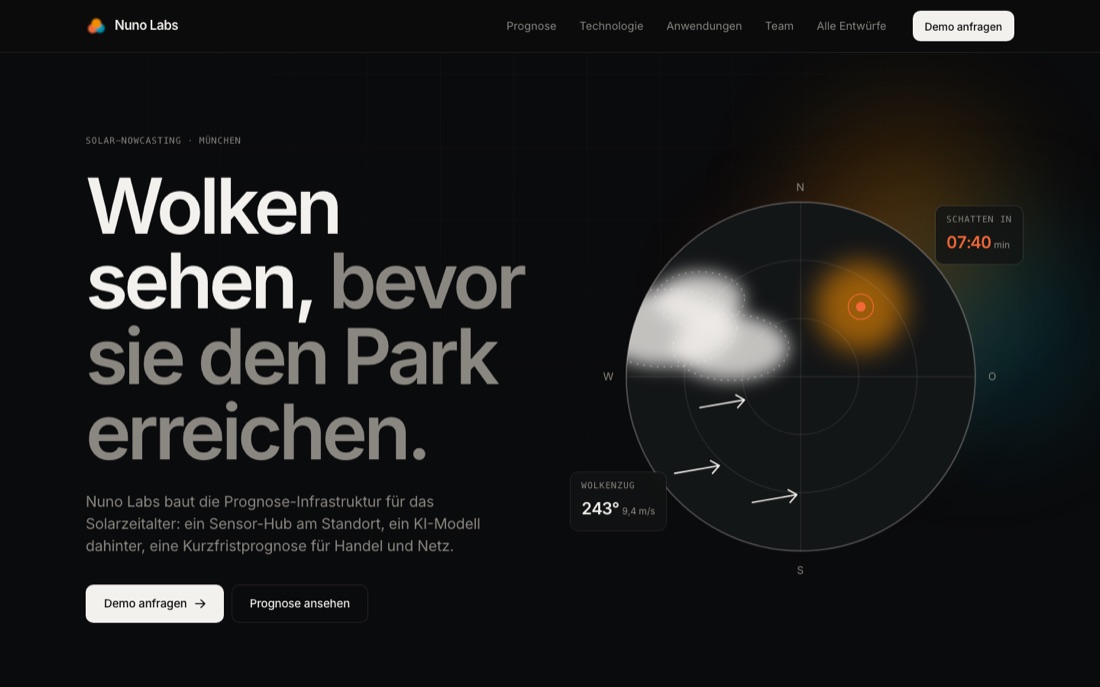 Nuno Labs
Prognose
Technologie
Anwendungen
Team
Alle Entwürfe
Demo anfragen
SOLAR-NOWCASTING · MÜNCHEN
Wolken
sehen, bevor
sie den Park
erreichen.
Nuno Labs baut die Prognose-Infrastruktur für das
Solarzeitalter: ein Sensor-Hub am Standort, ein KI-Modell
dahinter, eine Kurzfristprognose für Handel und Netz.
Demo anfragen →
Prognose ansehen
N
SCHATTEN IN
07:40 min
W
O
WOLKENZUG
243° 9,4 m/s
S